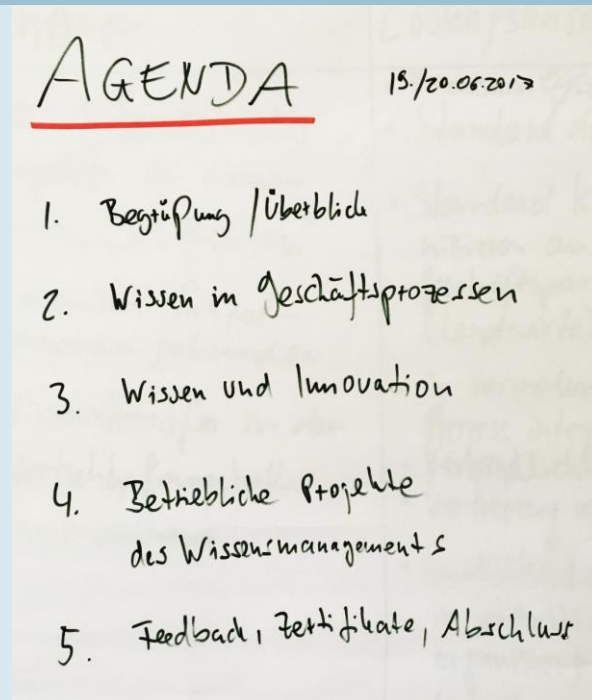 AGENDA 19./20.06.2017
1. Begrüßung / Überblick
2. Wissen in Geschäftsprozessen
3. Wissen und Innovation
4. Betriebliche Projekte
des Wissensmanagements
5. Feedback, Zertifikate, Abschluss